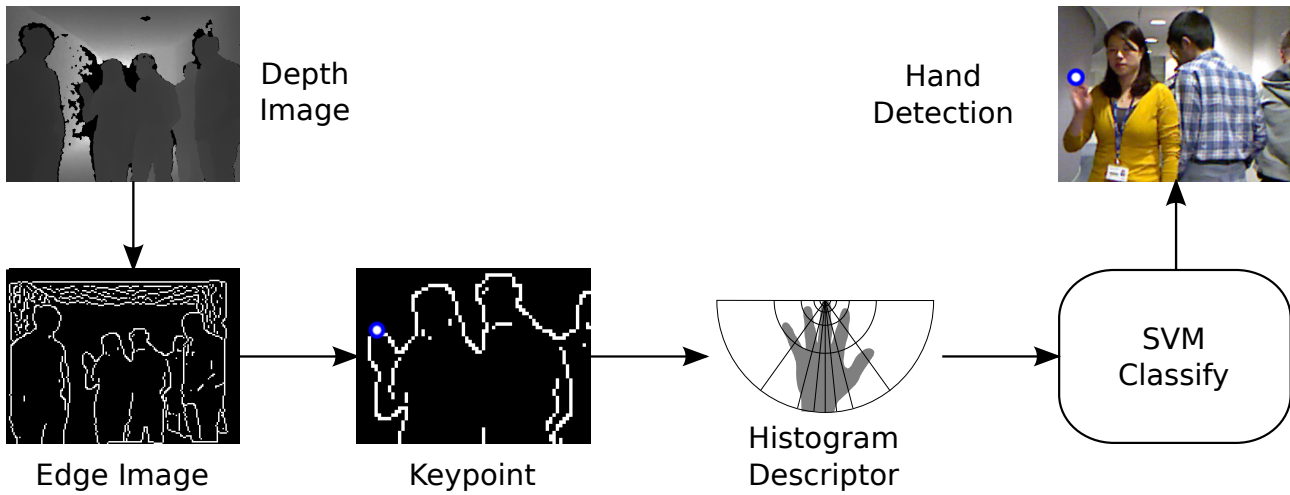 Depth
Image
Hand
Detection
SVM
Classify
Edge Image
Keypoint
Histogram
Descriptor